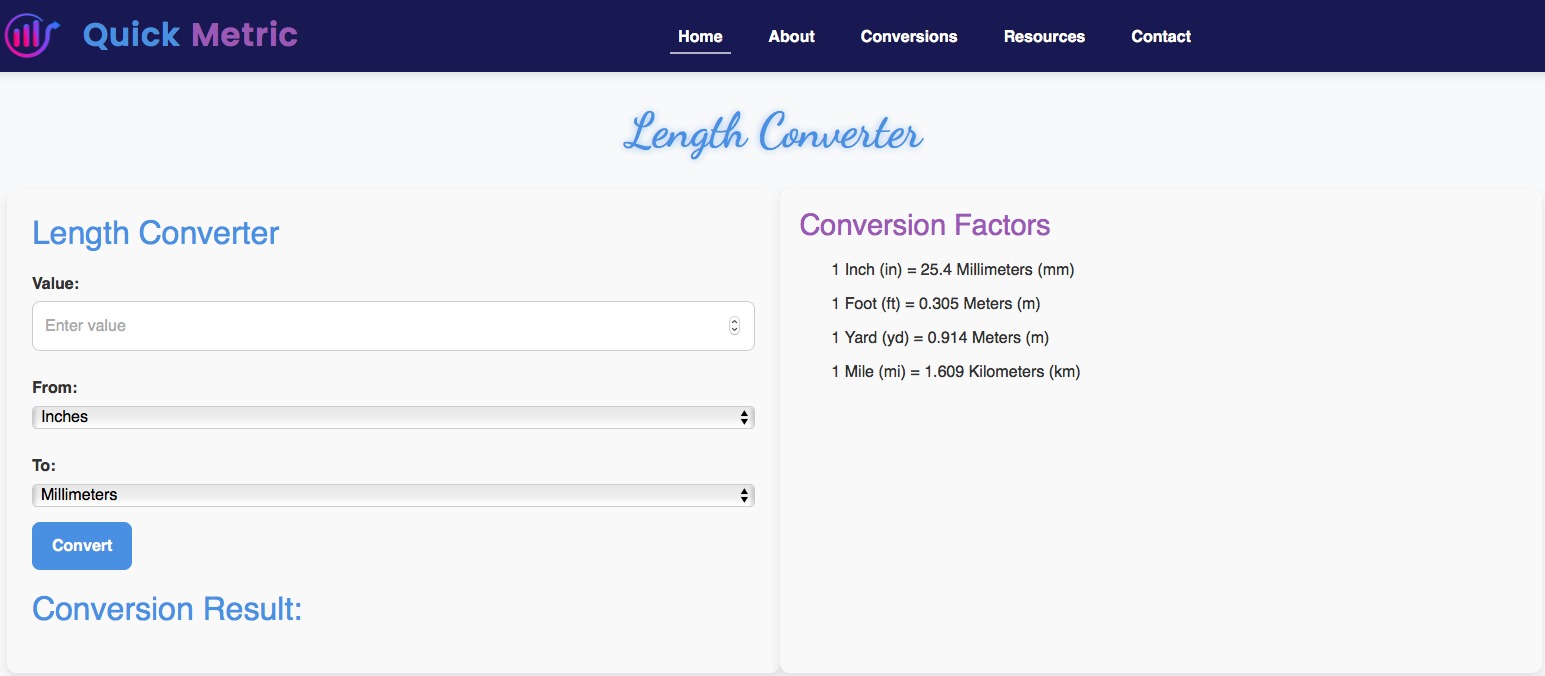 Quick Metric
Home About Conversions Resources Contact
Length Converter
Length Converter
Value:
Enter value
From:
Inches
To:
Millimeters
Convert
Conversion Result:
Conversion Factors
1 Inch (in) = 25.4 Millimeters (mm)
1 Foot (ft) = 0.305 Meters (m)
1 Yard (yd) = 0.914 Meters (m)
1 Mile (mi) = 1.609 Kilometers (km)